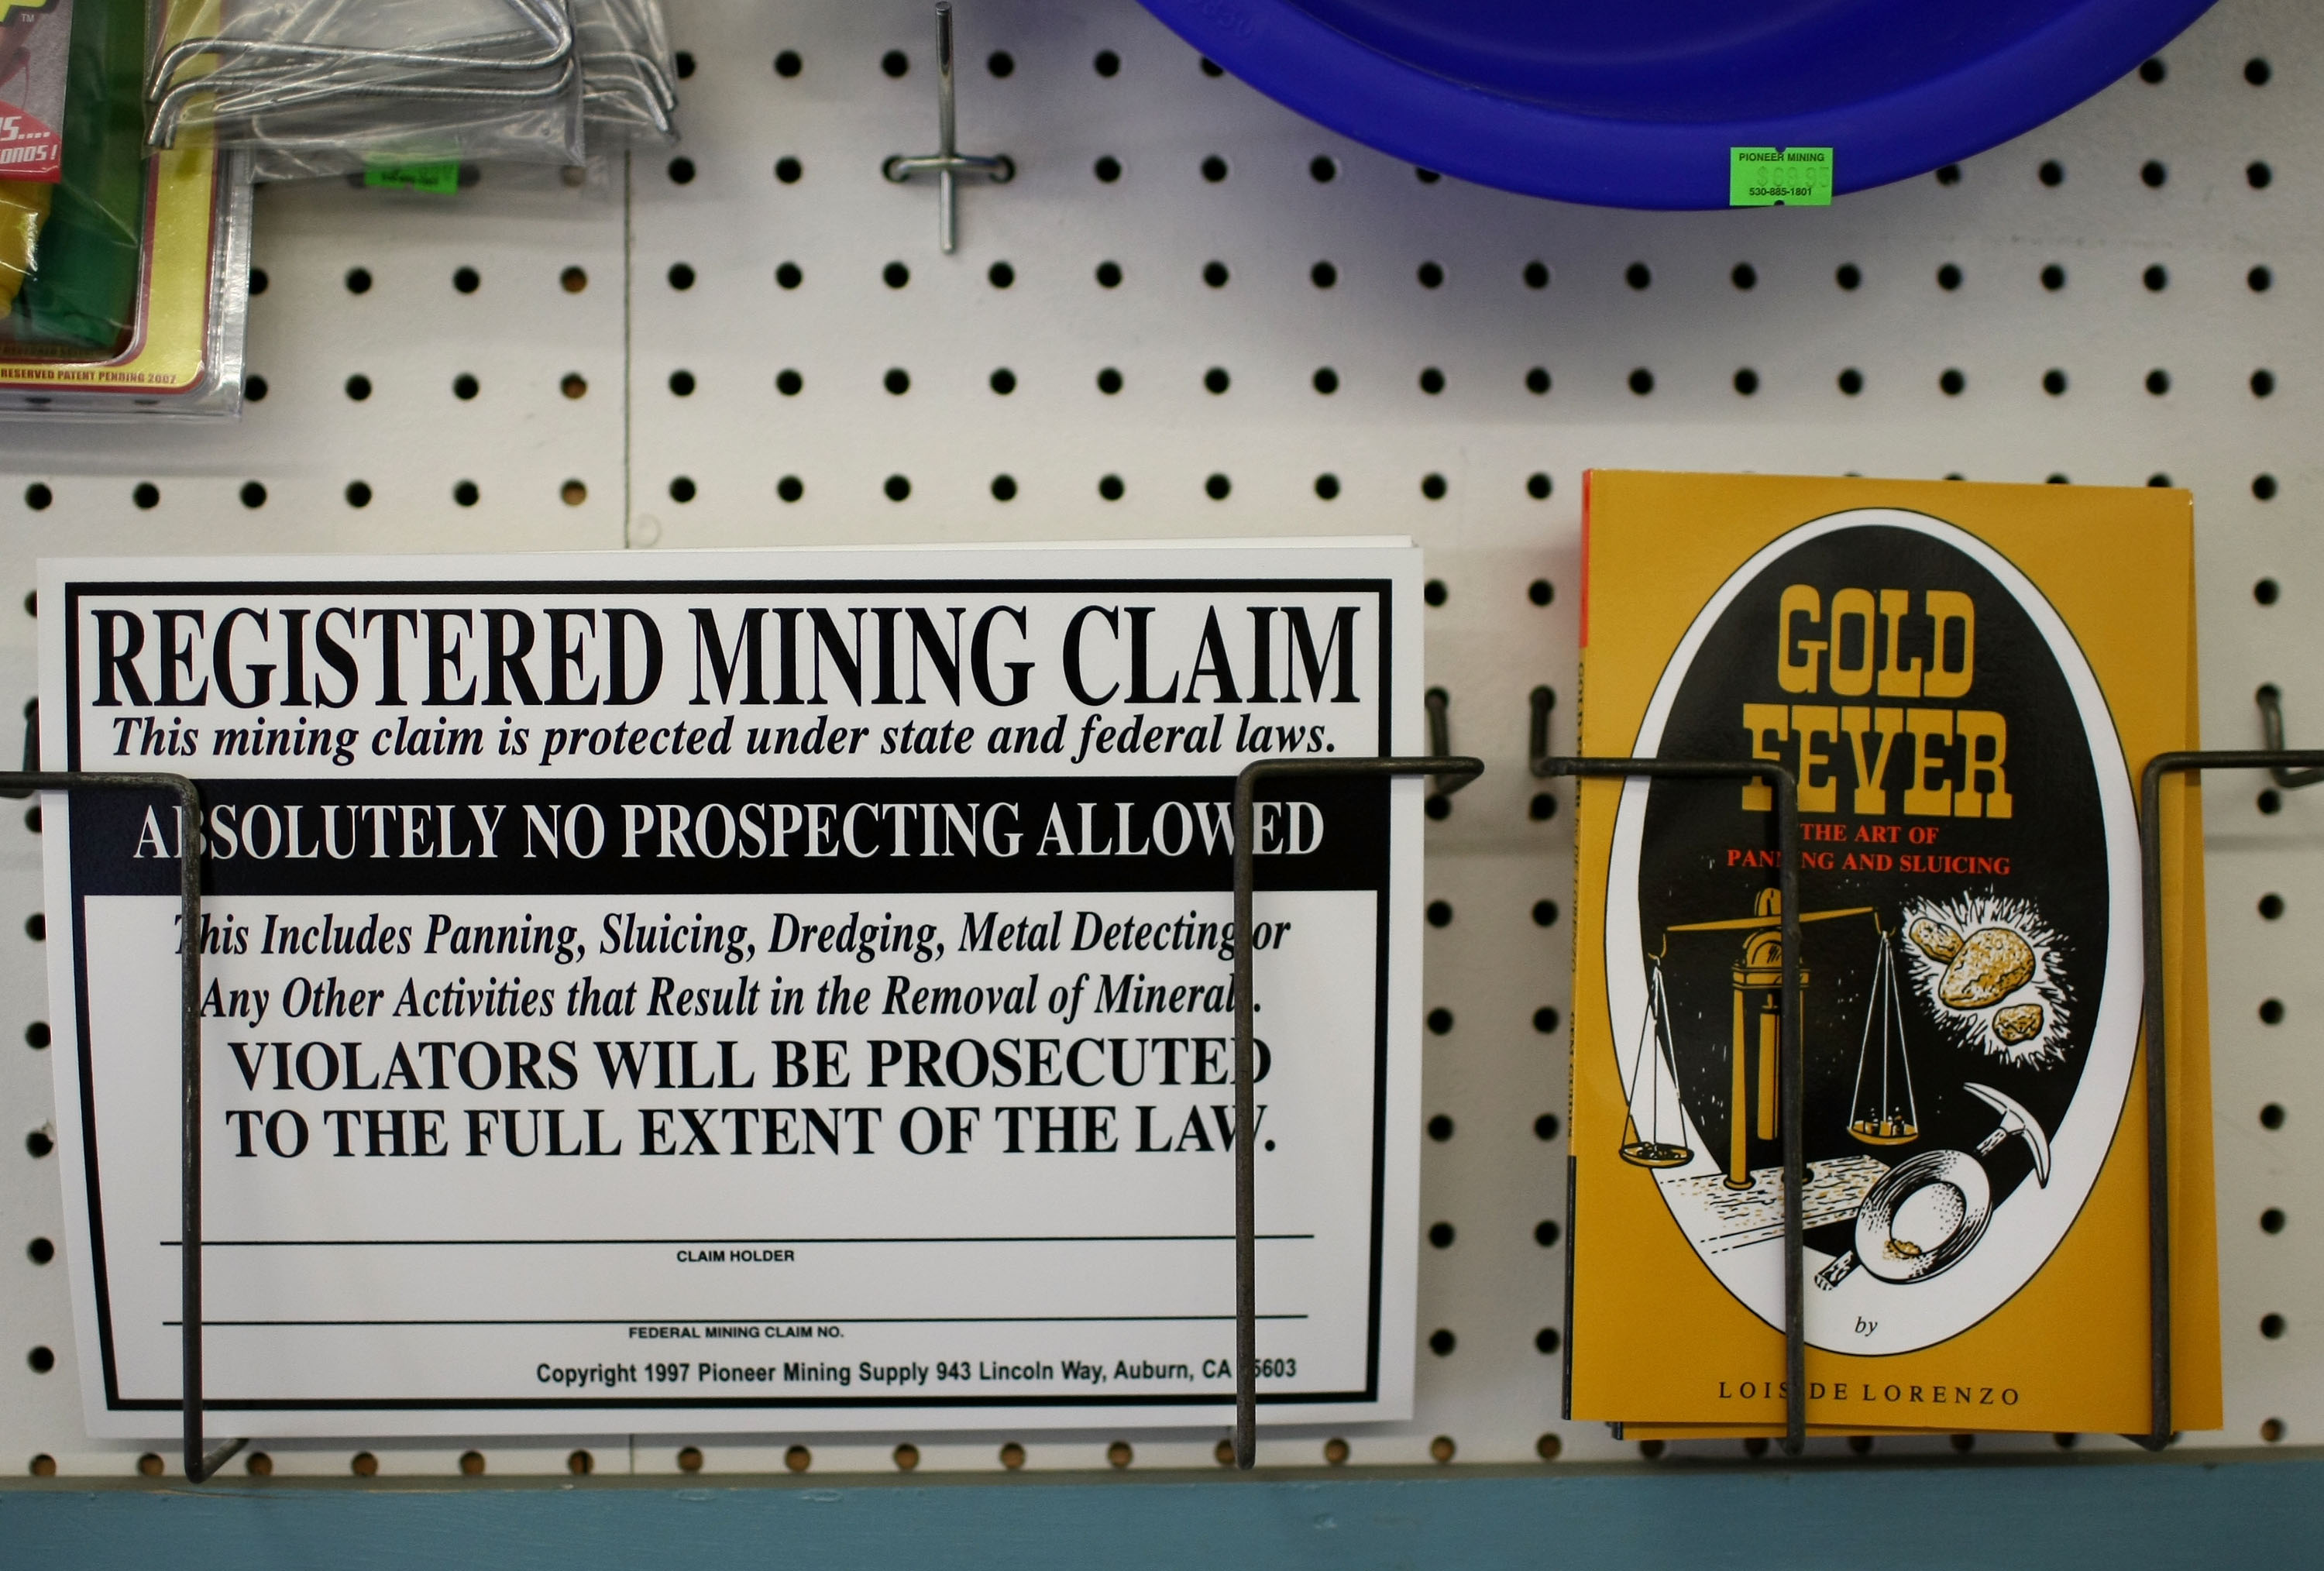 TM
S....
ONDS!
RESERVED PATENT PENDING 2007
PIONEER MINING
530-885-1801
REGISTERED MINING CLAIM
This mining claim is protected under state and federal laws.
ABSOLUTELY NO PROSPECTING ALLOWED
This Includes Panning, Sluicing, Dredging, Metal Detecting or
Any Other Activities that Result in the Removal of Minerals.
VIOLATORS WILL BE PROSECUTED
TO THE FULL EXTENT OF THE LAW.
CLAIM HOLDER
FEDERAL MINING CLAIM NO.
Copyright 1997 Pioneer Mining Supply 943 Lincoln Way, Auburn, CA 95603
GOLD
FEVER
THE ART OF
PANNING AND SLUICING
by
LOIS DE LORENZO